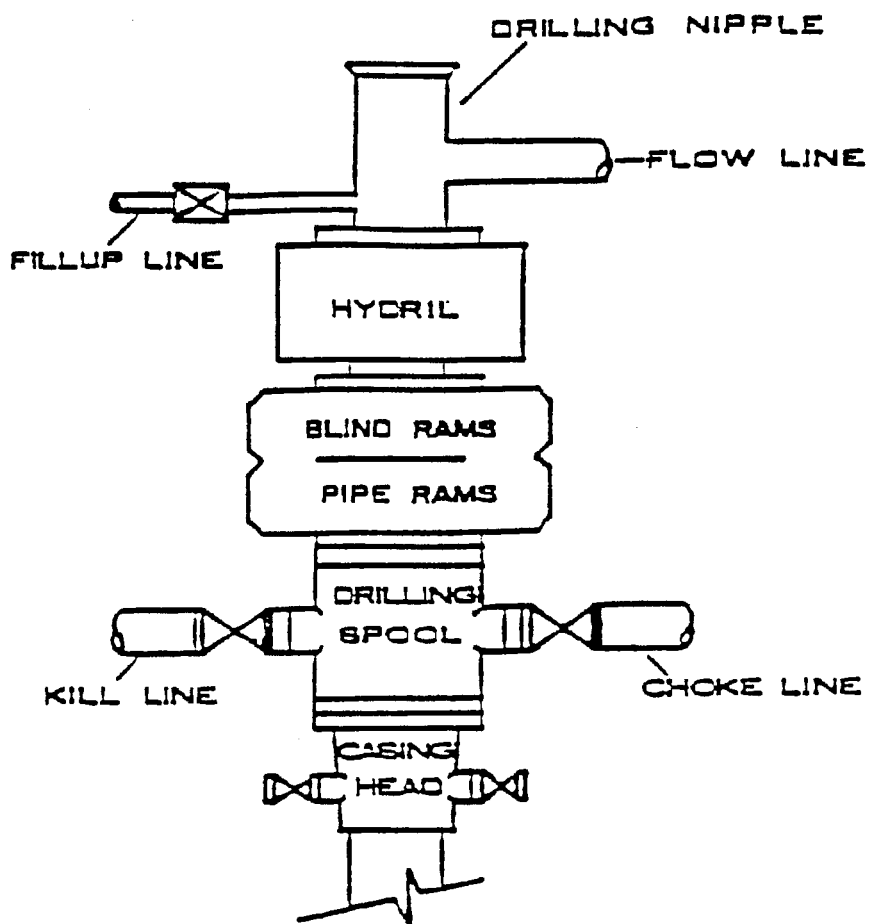 DRILLING NIPPLE
FLOW LINE
FILLUP LINE
HYDRIL
BLIND RAMS
PIPE RAMS
DRILLING
SPOOL
KILL LINE
CHOKE LINE
CASING
HEAD